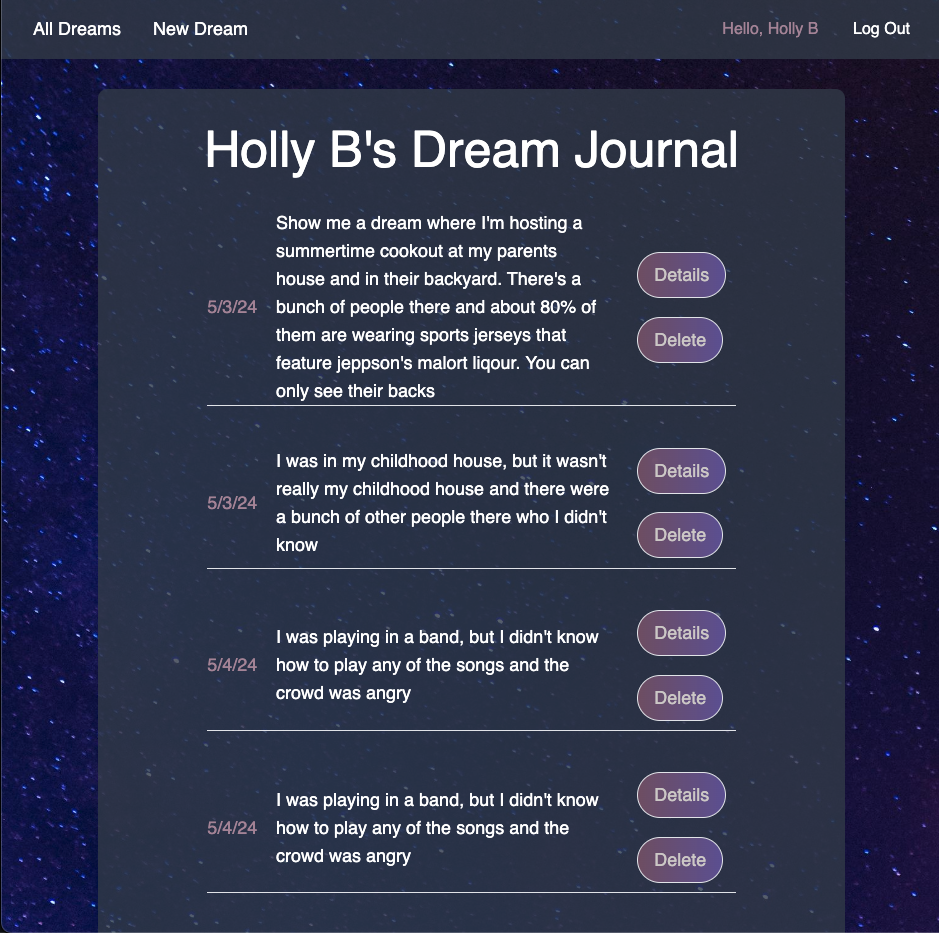 All Dreams New Dream Hello, Holly B Log Out
Holly B's Dream Journal
Show me a dream where I'm hosting a
summertime cookout at my parents
house and in their backyard. There's a
bunch of people there and about 80% of
them are wearing sports jerseys that
feature jeppson's malort liqour. You can
only see their backs
5/3/24
Details
Delete
I was in my childhood house, but it wasn't
really my childhood house and there were
a bunch of other people there who I didn't
know
5/3/24
Details
Delete
I was playing in a band, but I didn't know
how to play any of the songs and the
crowd was angry
5/4/24
Details
Delete
I was playing in a band, but I didn't know
how to play any of the songs and the
crowd was angry
5/4/24
Details
Delete